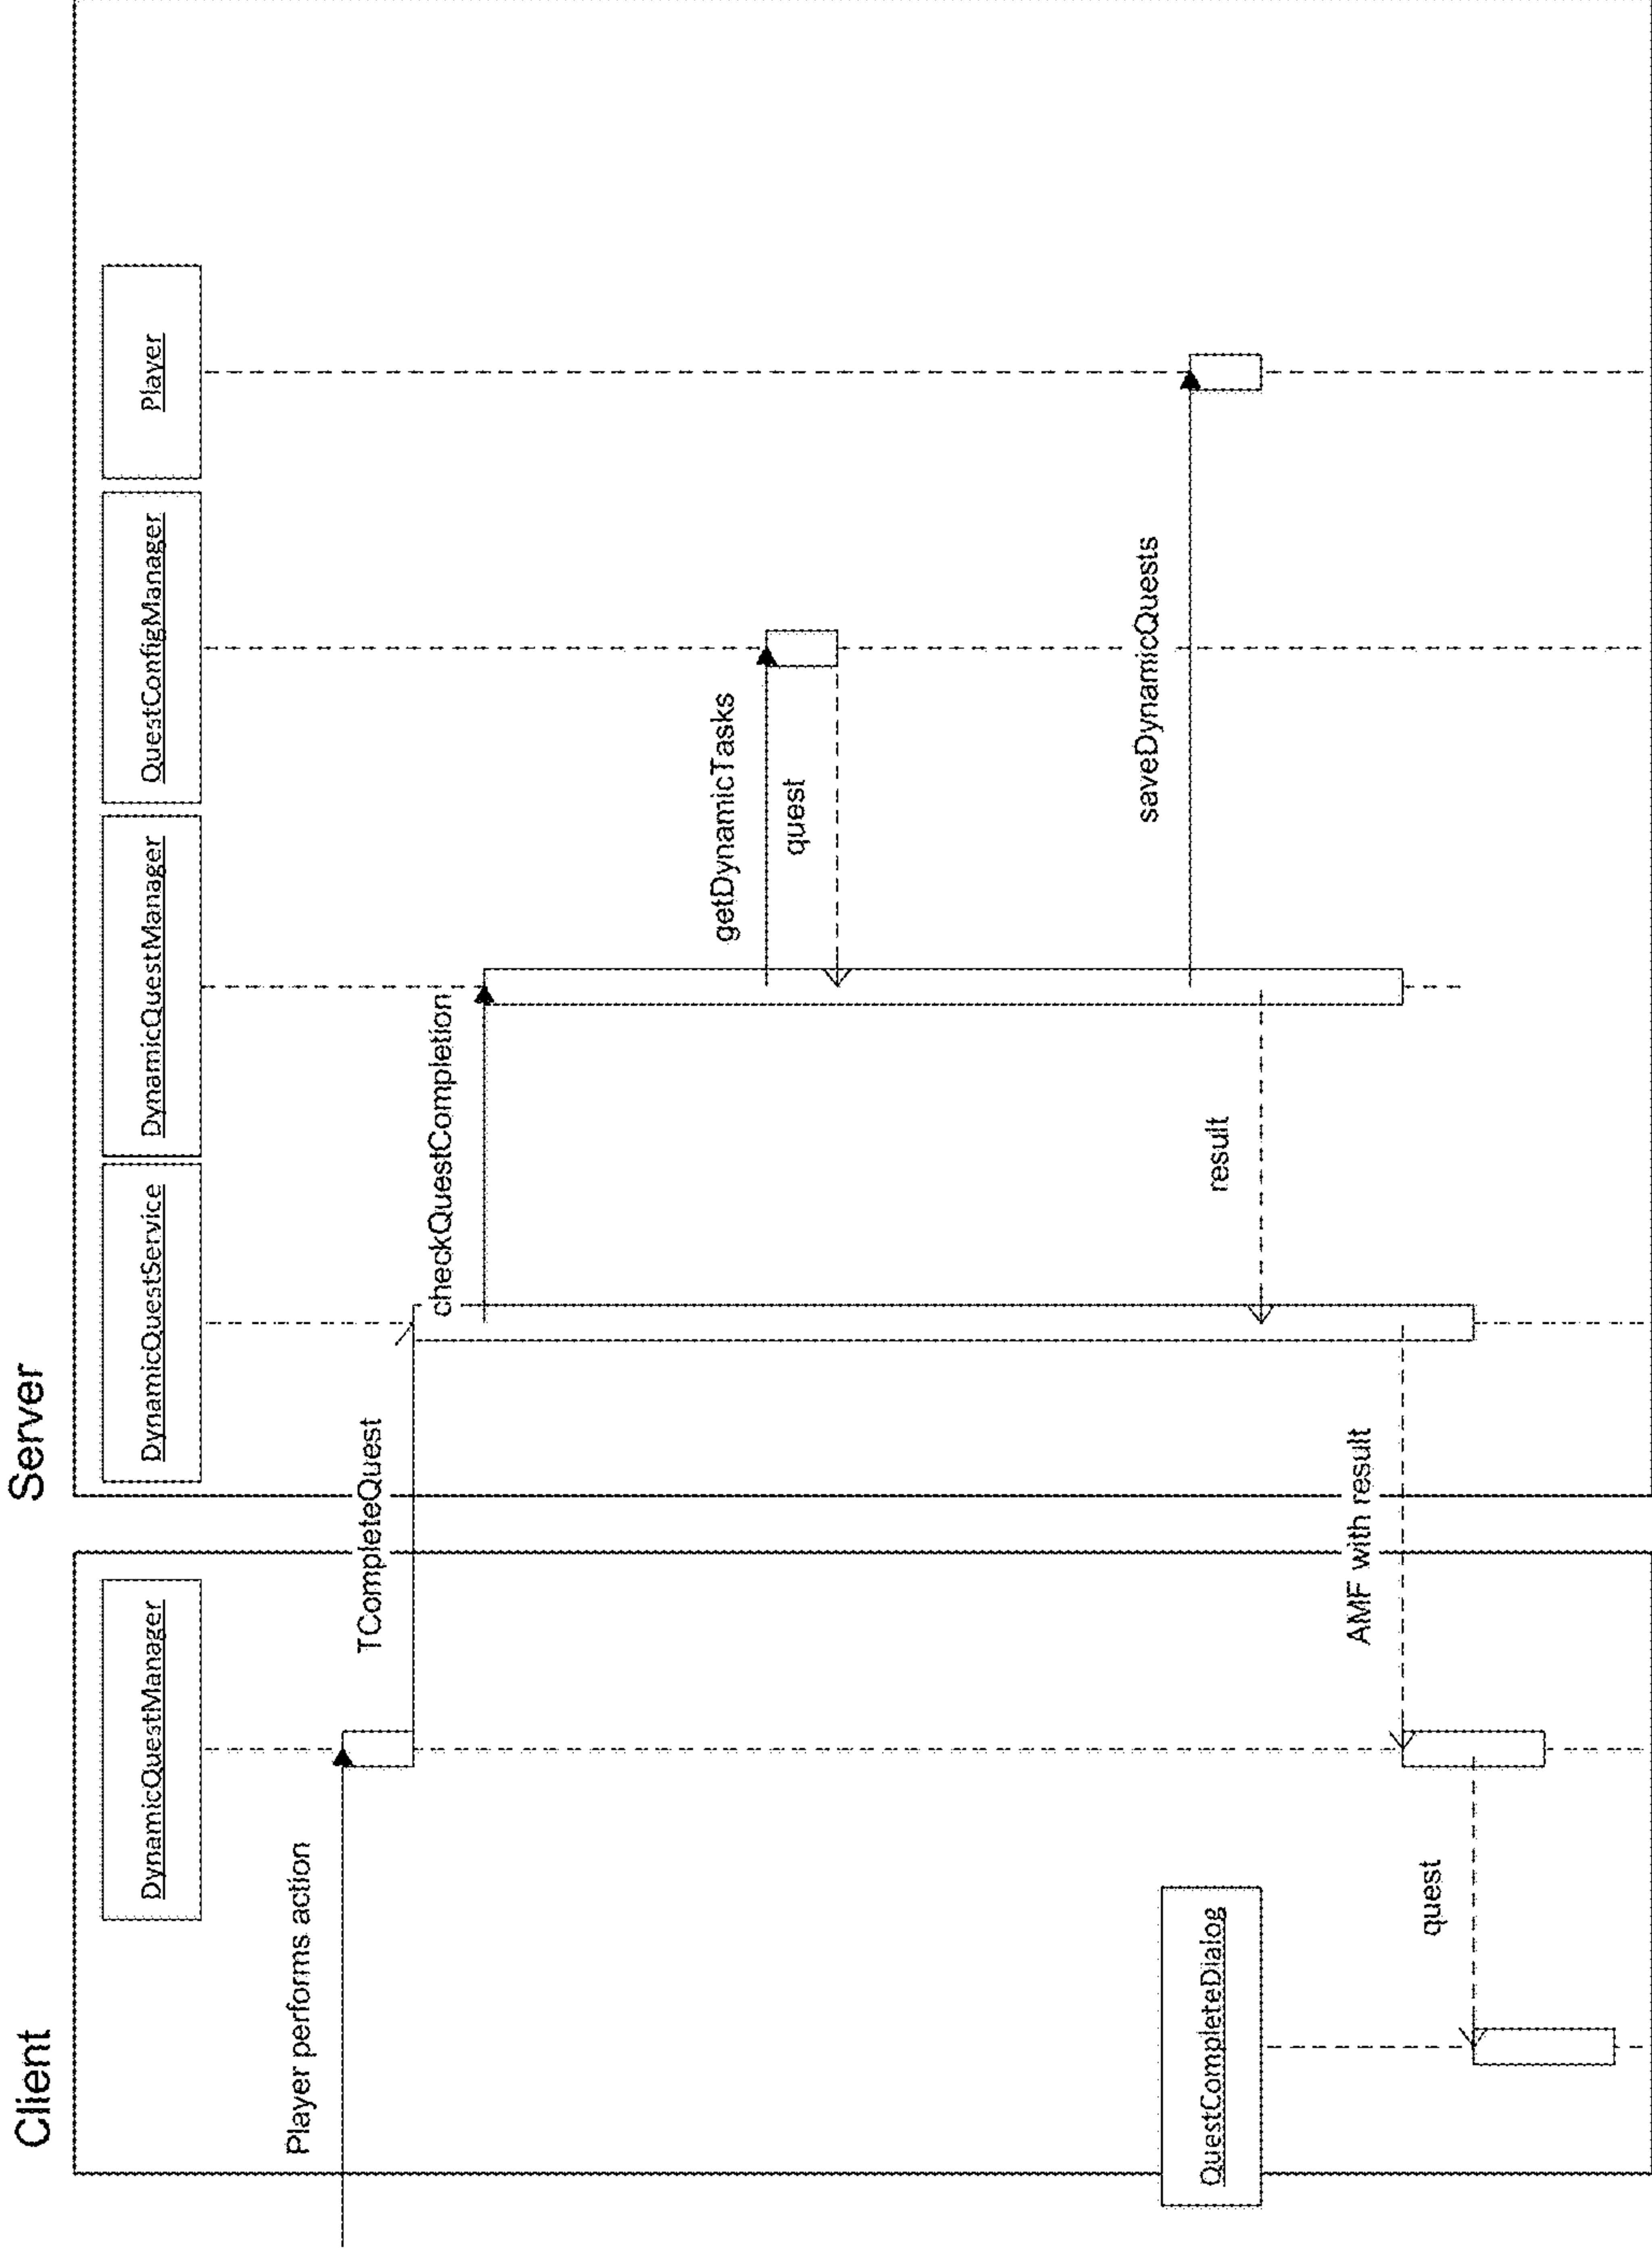 Client
Server
DynamicQuestManager
DynamicQuestService
DynamicQuestManager
QuestConfigManager
Player
Player performs action
TCompleteQuest
checkQuestCompletion
getDynamicTasks
quest
saveDynamicQuests
QuestCompleteDialog
result
AMF with result
quest